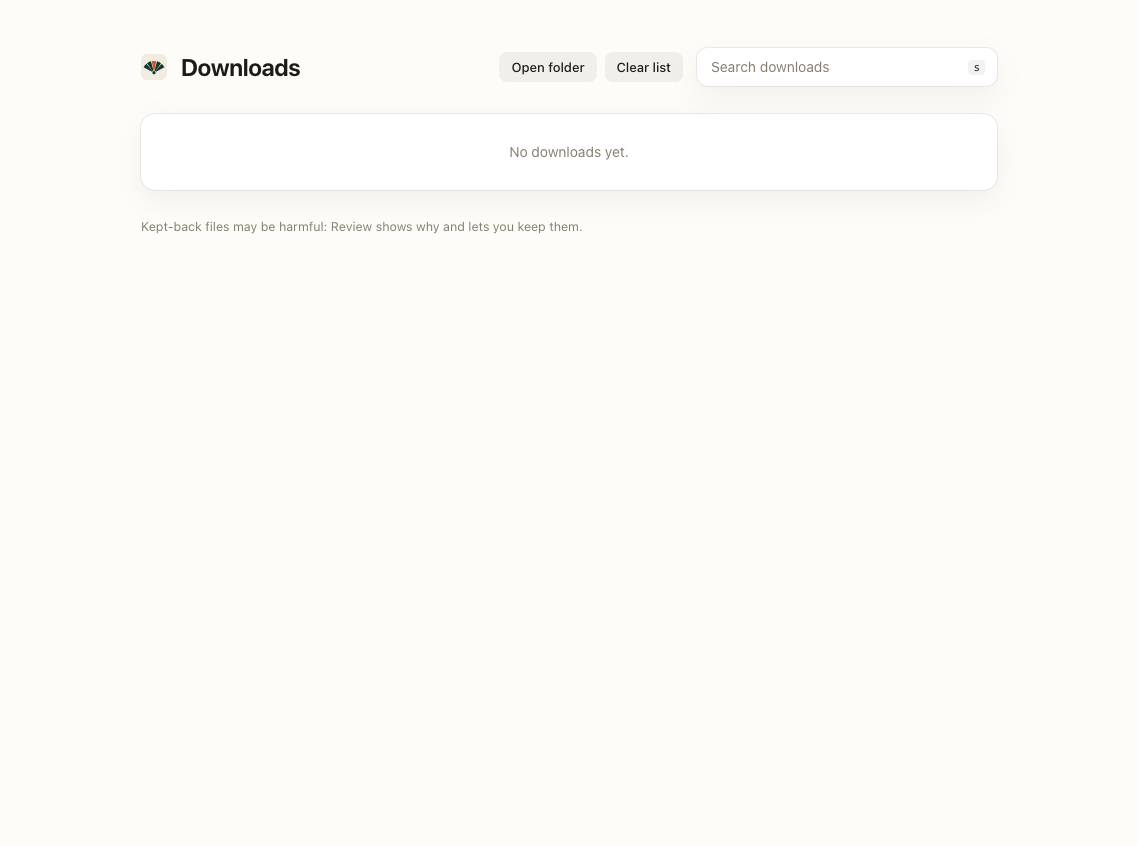 Downloads
Open folder
Clear list
Search downloads
s
No downloads yet.
Kept-back files may be harmful: Review shows why and lets you keep them.